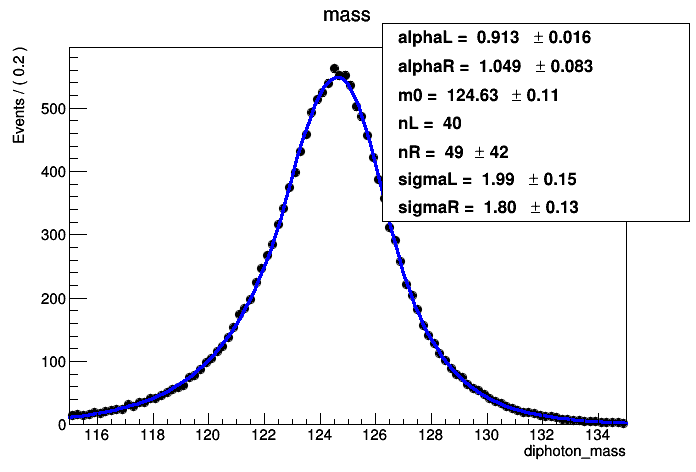 mass
alphaL = 0.913 ± 0.016
alphaR = 1.049 ± 0.083
m0 = 124.63 ± 0.11
nL = 40
nR = 49 ± 42
sigmaL = 1.99 ± 0.15
sigmaR = 1.80 ± 0.13
Events / ( 0.2 )
500
400
300
200
100
0
116 118 120 122 124 126 128 130 132 134
diphoton_mass